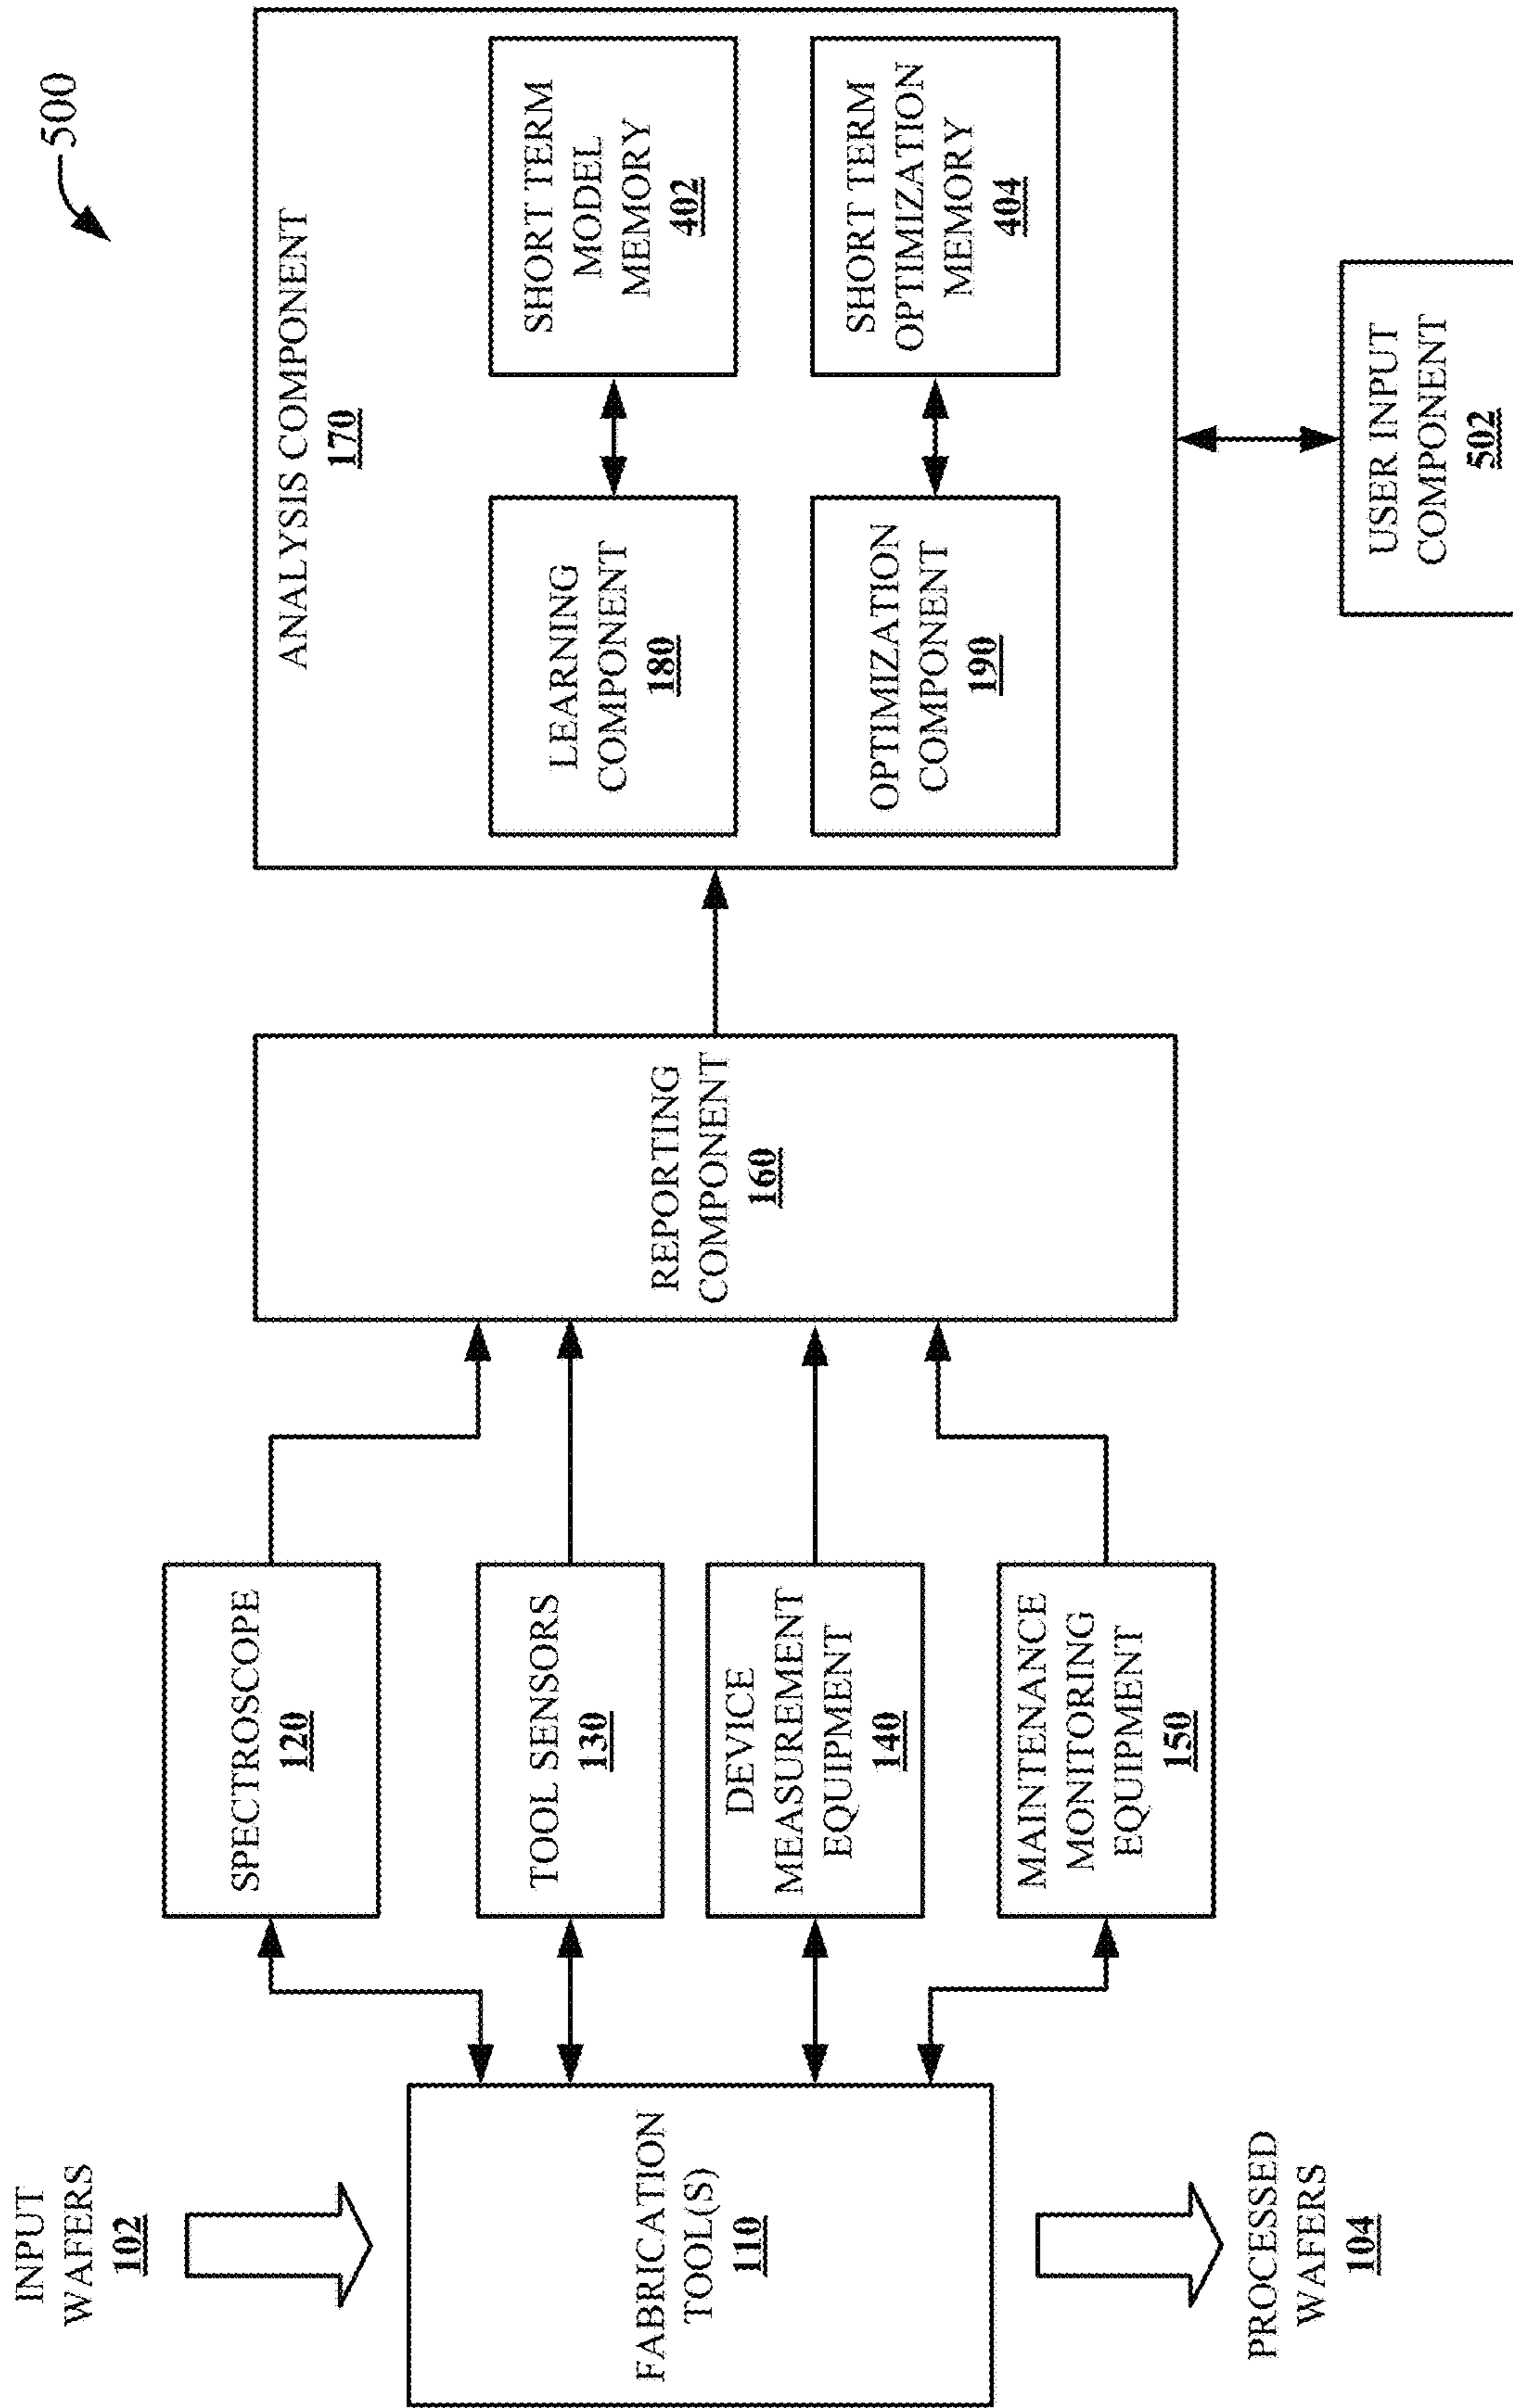 500
INPUT
WAFERS
102
FABRICATION
TOOL(S)
110
PROCESSED
WAFERS
104
SPECTROSCOPE
120
TOOL SENSORS
130
DEVICE
MEASUREMENT
EQUIPMENT
140
MAINTENANCE
MONITORING
EQUIPMENT
150
REPORTING
COMPONENT
160
ANALYSIS COMPONENT
170
LEARNING
COMPONENT
180
SHORT TERM
MODEL
MEMORY
402
OPTIMIZATION
COMPONENT
190
SHORT TERM
OPTIMIZATION
MEMORY
404
USER INPUT
COMPONENT
502